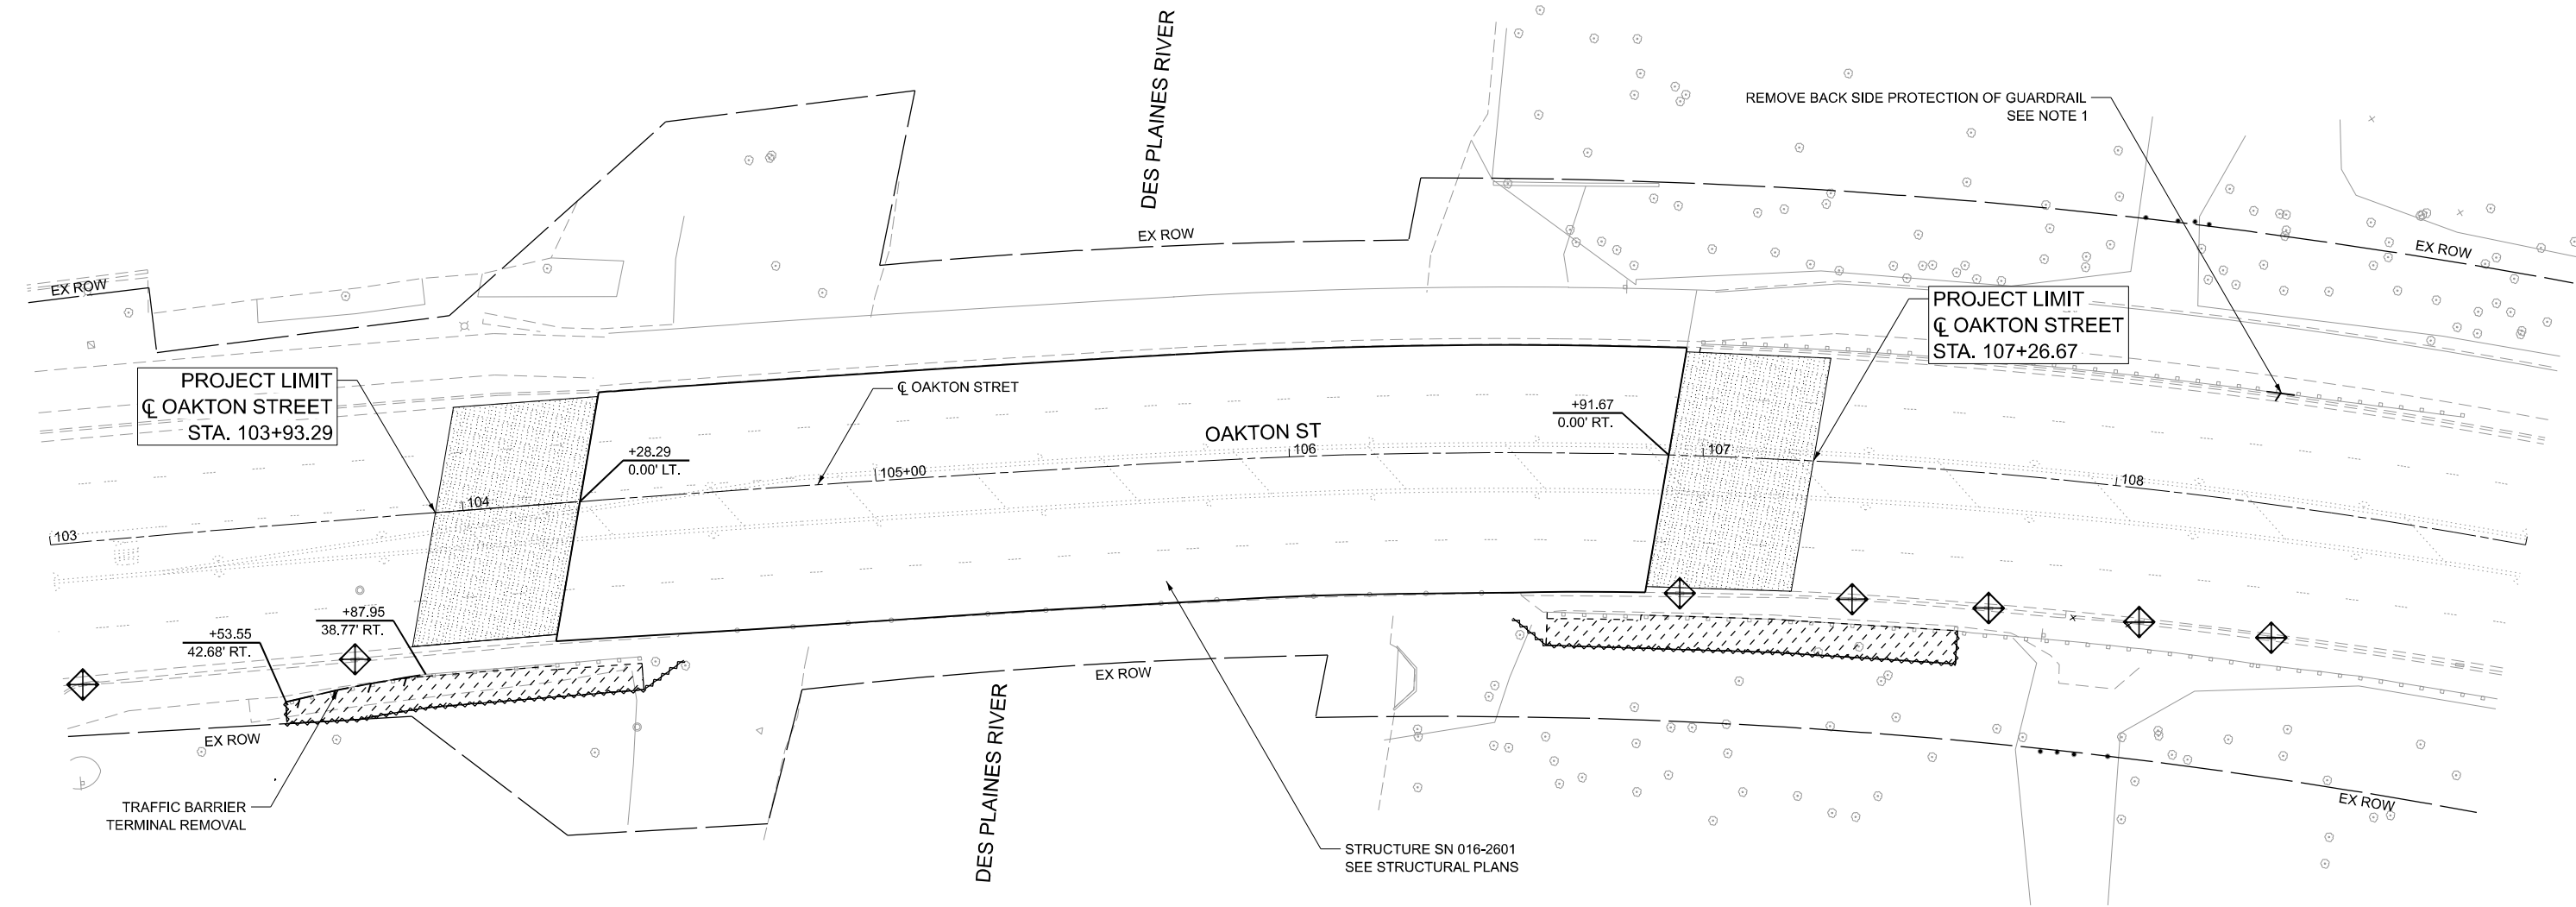 DES PLAINES RIVER
REMOVE BACK SIDE PROTECTION OF GUARDRAIL
SEE NOTE 1
EX ROW
EX ROW
EX ROW
PROJECT LIMIT
℄ OAKTON STREET
STA. 107+26.67
PROJECT LIMIT
℄ OAKTON STREET
STA. 103+93.29
℄ OAKTON STRET
+91.67
0.00' RT.
OAKTON ST
+28.29
0.00' LT.
103
104
105+00
106
107
108
+87.95
38.77' RT.
+53.55
42.68' RT.
EX ROW
EX ROW
EX ROW
DES PLAINES RIVER
TRAFFIC BARRIER
TERMINAL REMOVAL
STRUCTURE SN 016-2601
SEE STRUCTURAL PLANS